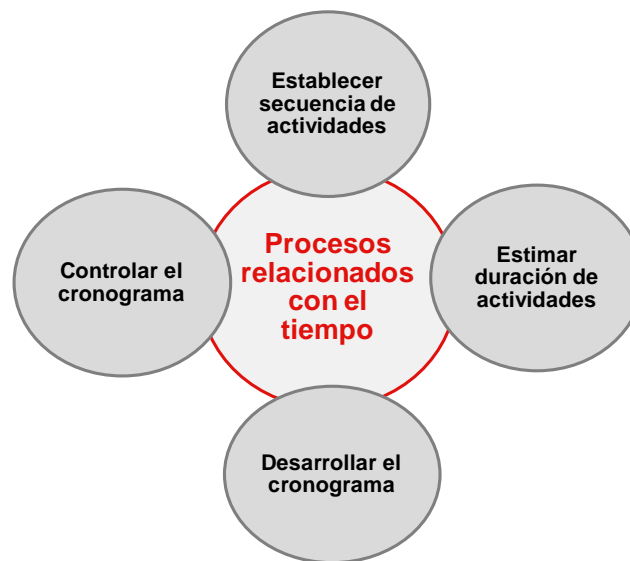 Establecer
secuencia de
actividades
Procesos
relacionados
con el
tiempo
Estimar
duración de
actividades
Desarrollar el
cronograma
Controlar el
cronograma